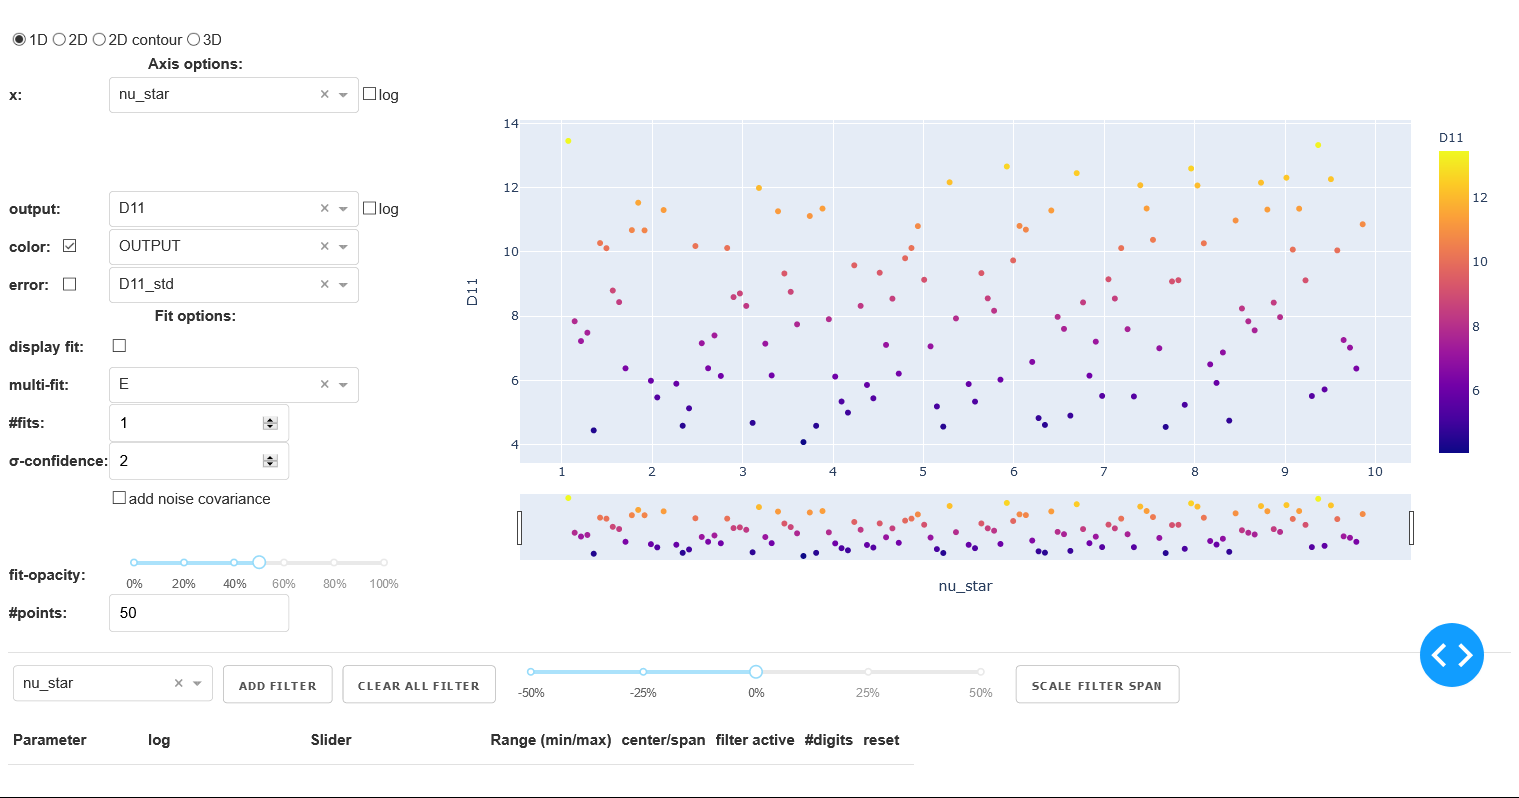 1D 2D 2D contour 3D
Axis options:
x: nu_star × log
output: D11 × log
color: OUTPUT ×
error: D11_std ×
Fit options:
display fit:
multi-fit: E ×
#fits: 1
σ-confidence: 2
add noise covariance
fit-opacity:
0% 20% 40% 60% 80% 100%
#points: 50
14
12
10
8
6
4
D11
1 2 3 4 5 6 7 8 9 10
nu_star
D11
12
10
8
6
nu_star × ADD FILTER CLEAR ALL FILTER
-50% -25% 0% 25% 50%
SCALE FILTER SPAN
Parameter log Slider Range (min/max) center/span filter active #digits reset